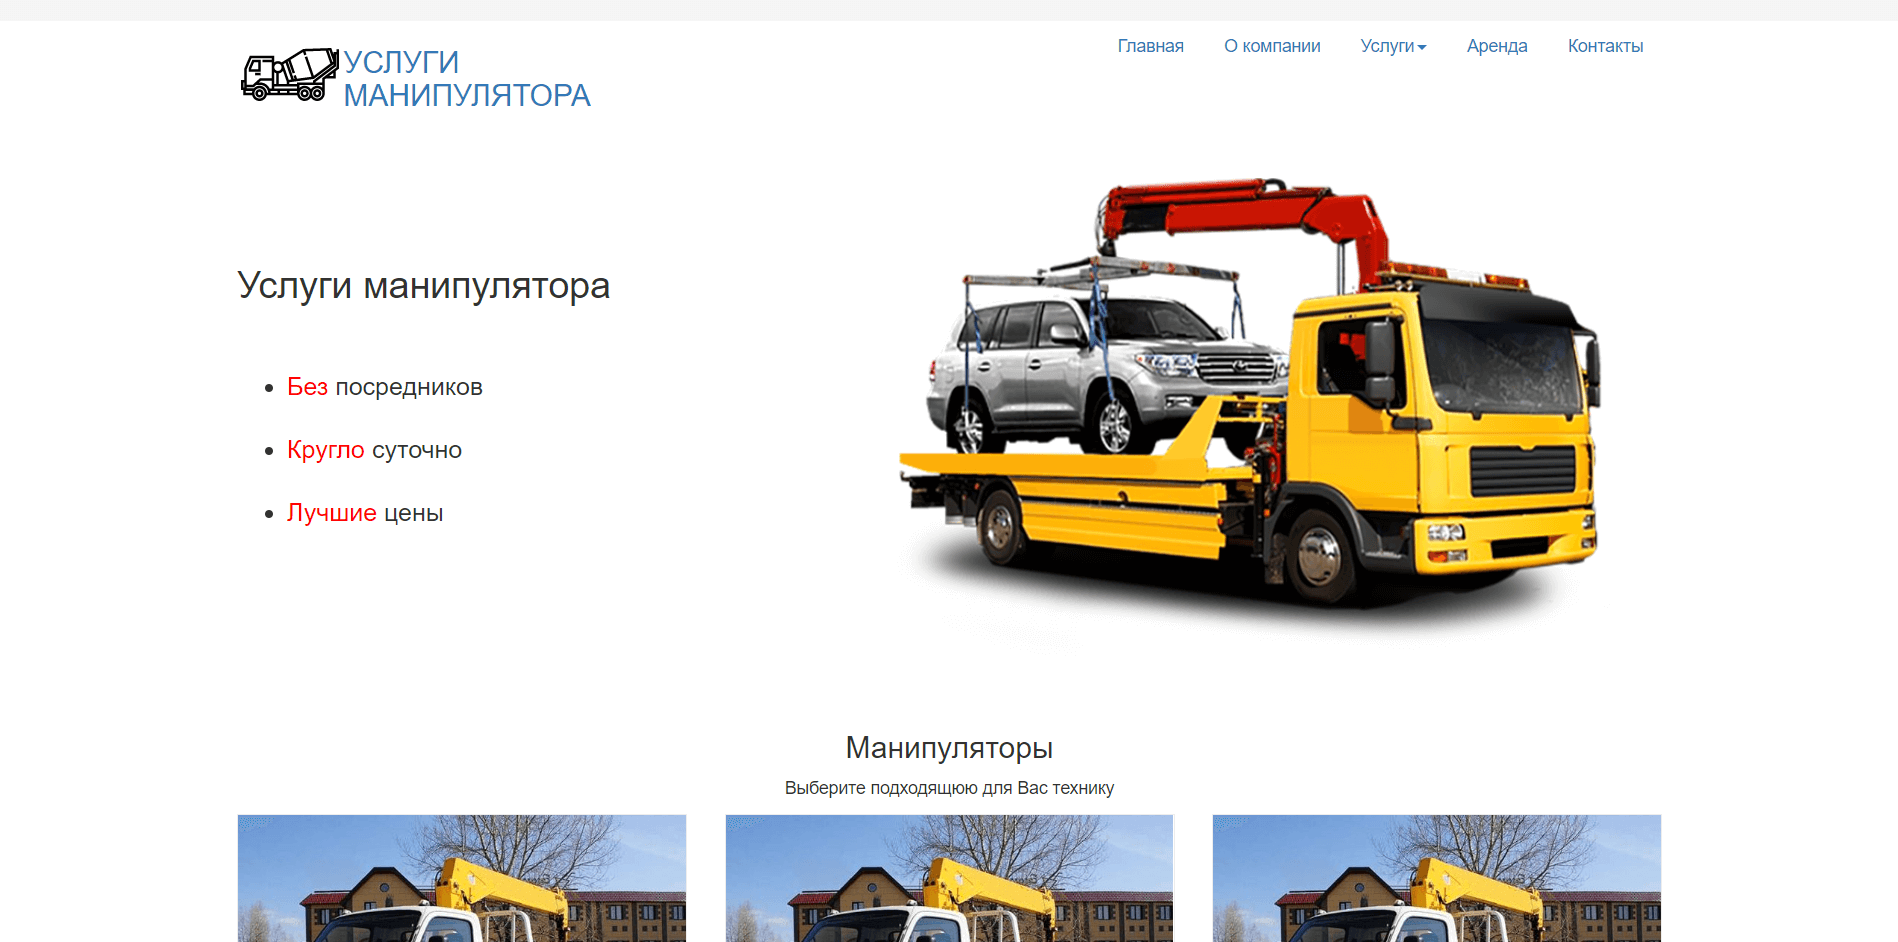 УСЛУГИ
МАНИПУЛЯТОРА
Главная О компании Услуги Аренда Контакты
Услуги манипулятора
Без посредников
Кругло суточно
Лучшие цены
Манипуляторы
Выберите подходящюю для Вас технику